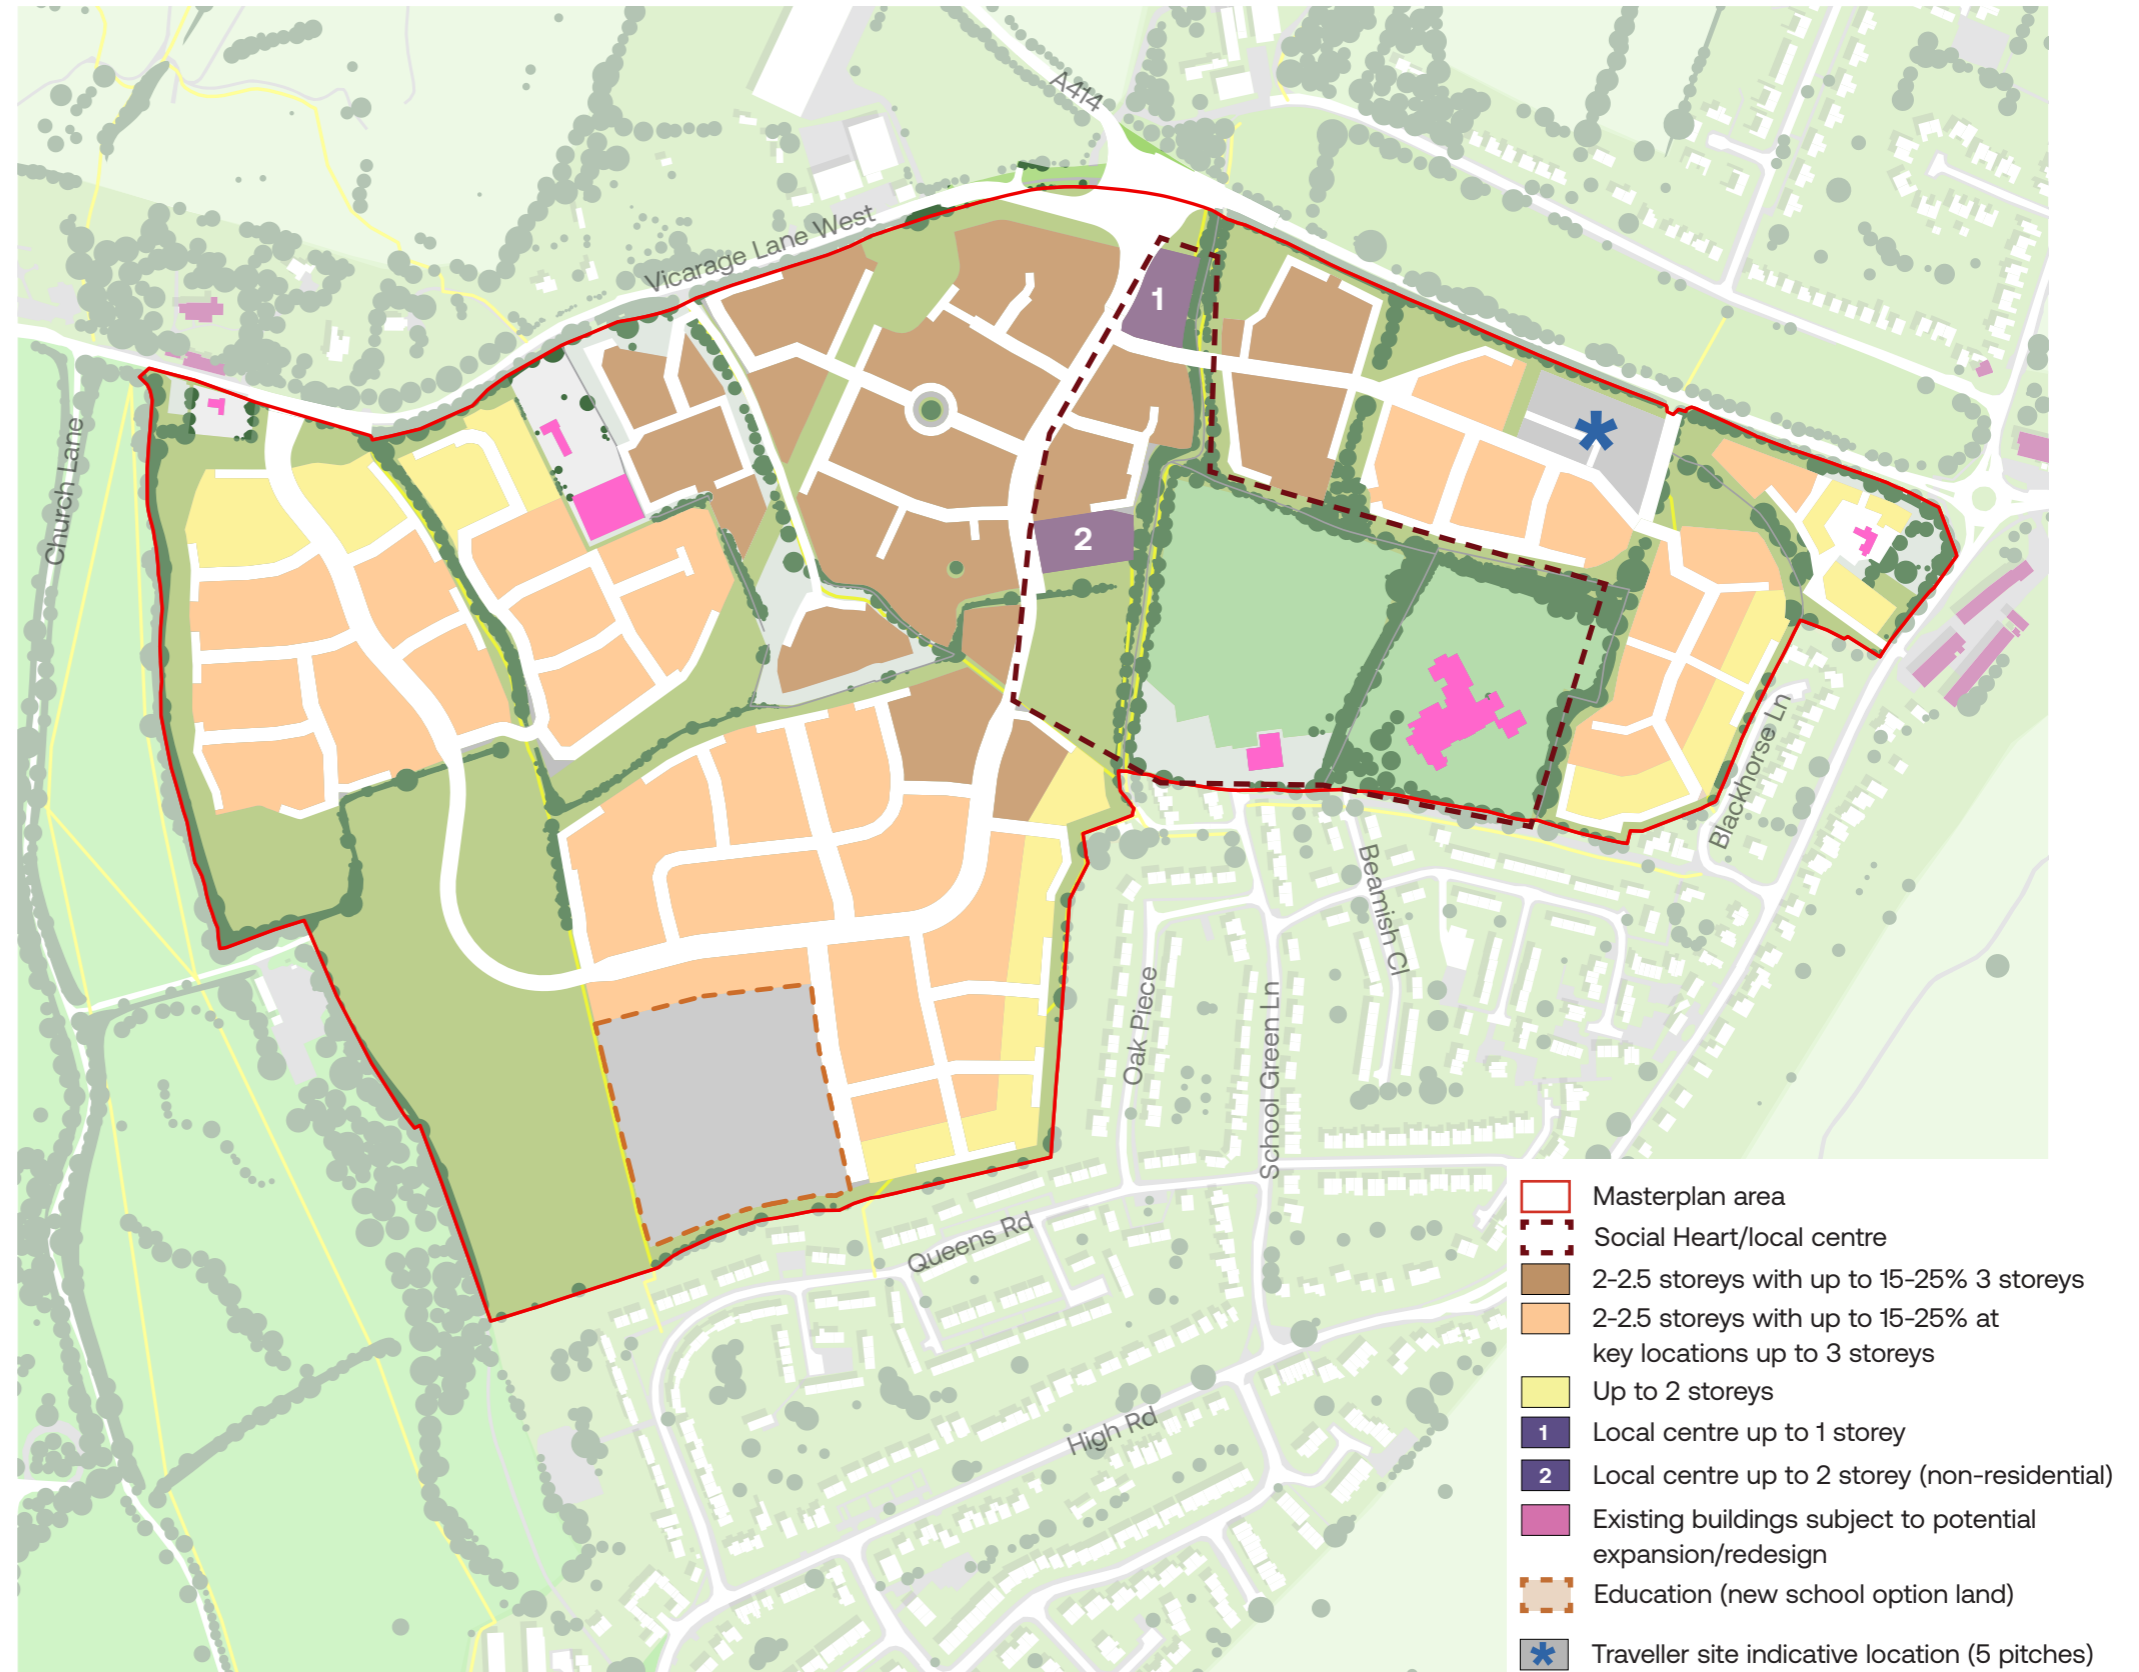 A414
Vicarage Lane West
1
Church Lane
2
Blackhorse Ln
Beamish Cl
Oak Piece
School Green Ln
Queens Rd
High Rd
Masterplan area
Social Heart/local centre
2-2.5 storeys with up to 15-25% 3 storeys
2-2.5 storeys with up to 15-25% at
key locations up to 3 storeys
Up to 2 storeys
1 Local centre up to 1 storey
2 Local centre up to 2 storey (non-residential)
Existing buildings subject to potential
expansion/redesign
Education (new school option land)
* Traveller site indicative location (5 pitches)